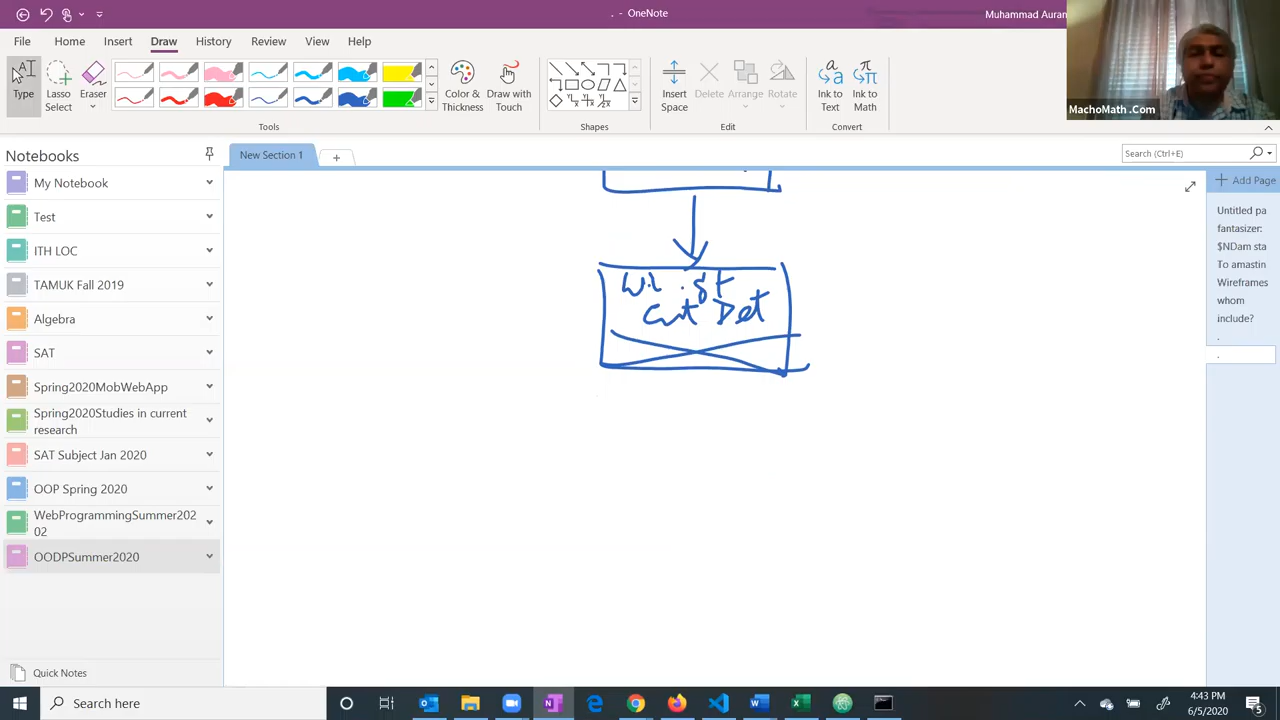 . - OneNote
Muhammad Auran
File Home Insert Draw History Review View Help
Type
Lasso Select
Eraser
Color & Thickness
Draw with Touch
Insert Space
Delete
Arrange
Rotate
Ink to Text
Ink to Math
Tools
Shapes
Edit
Convert
MachoMath .Com
Notebooks
New Section 1
+
Search (Ctrl+E)
My Notebook
Test
ITH LOC
TAMUK Fall 2019
Algebra
SAT
Spring2020MobWebApp
Spring2020Studies in current
research
SAT Subject Jan 2020
OOP Spring 2020
WebProgrammingSummer202
02
OODPSummer2020
Quick Notes
Det
+ Add Page
Untitled pa
fantasizer:
$NDam sta
To amastin
Wireframes
whom
include?
.
.
Search here
4:43 PM
6/5/2020
5